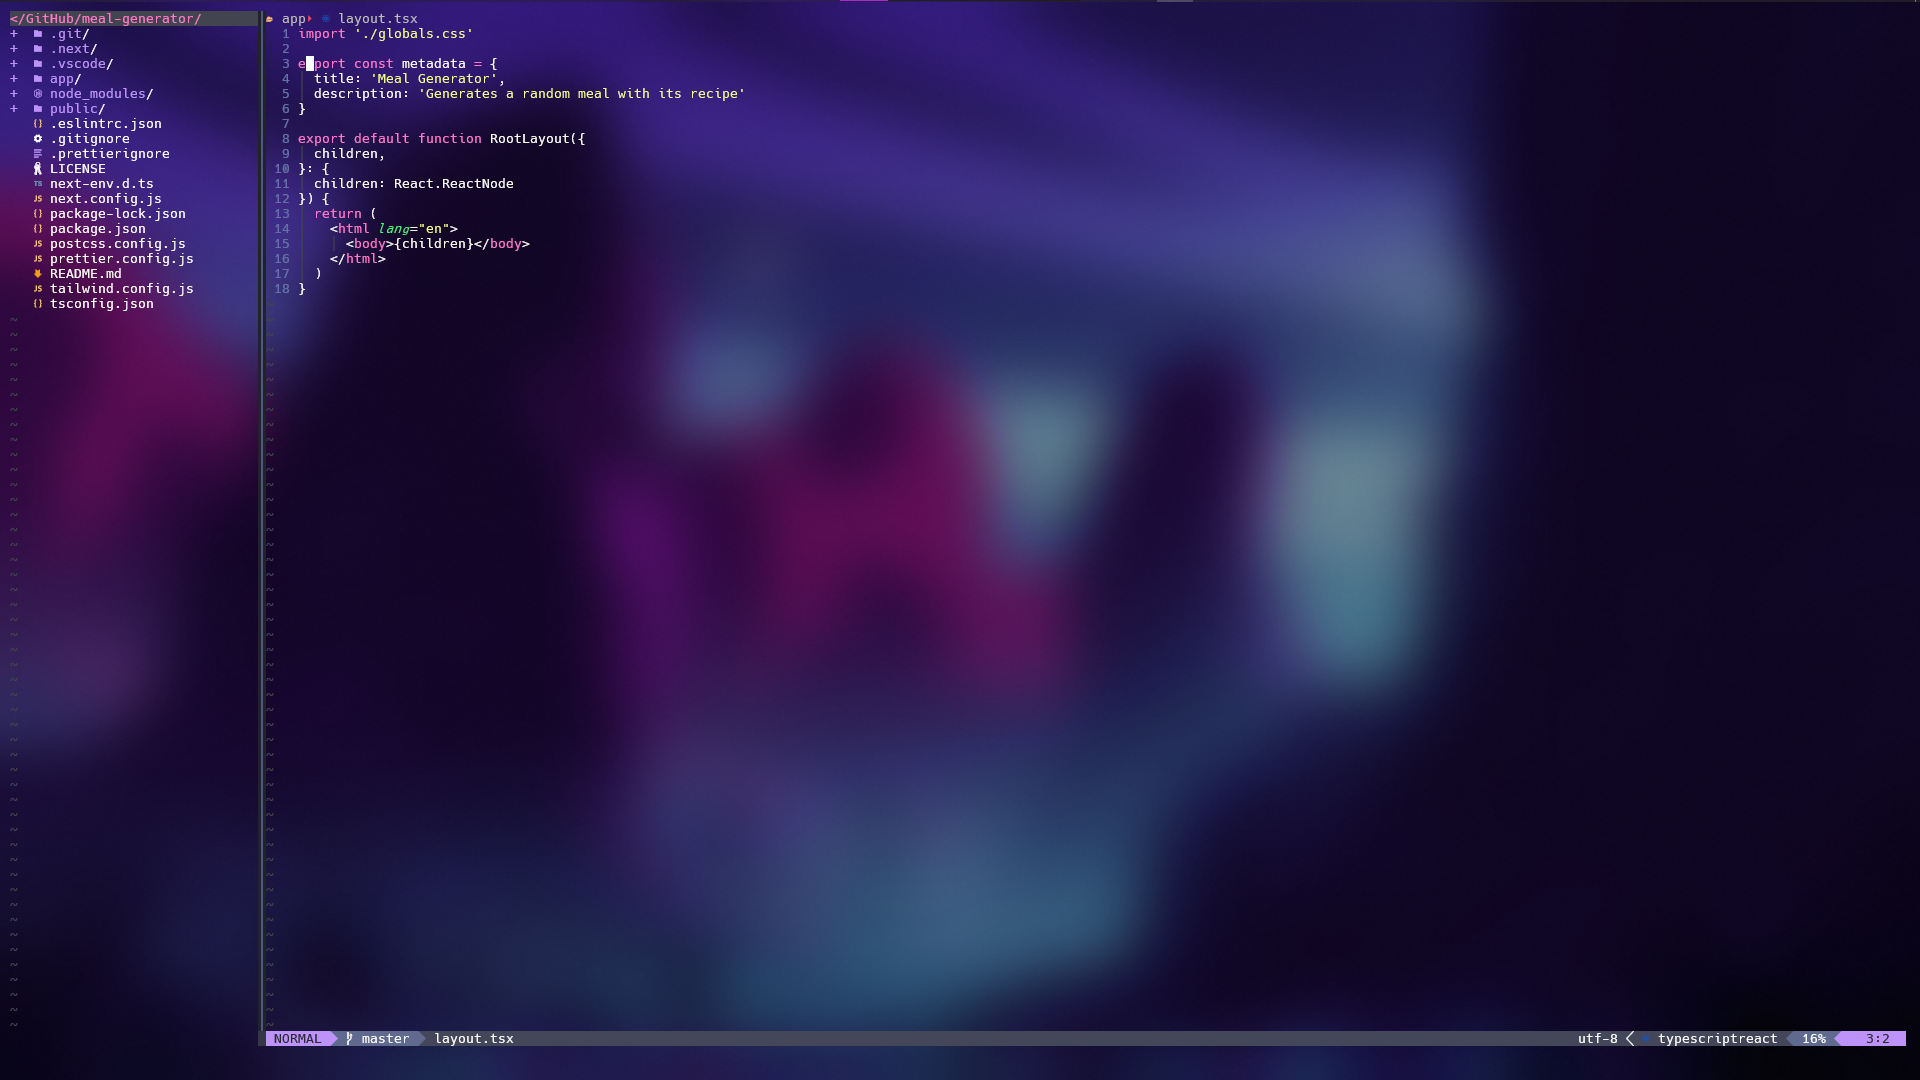 </GitHub/meal-generator/
+ .git/
+ .next/
+ .vscode/
+ app/
+ node_modules/
+ public/
{} .eslintrc.json
.gitignore
.prettierignore
LICENSE
TS next-env.d.ts
JS next.config.js
{} package-lock.json
{} package.json
JS postcss.config.js
JS prettier.config.js
README.md
JS tailwind.config.js
{} tsconfig.json
app layout.tsx
1 import './globals.css'
2
3 export const metadata = {
4   title: 'Meal Generator',
5   description: 'Generates a random meal with its recipe'
6 }
7
8 export default function RootLayout({
9   children,
10 }: {
11   children: React.ReactNode
12 }) {
13   return (
14     <html lang="en">
15       <body>{children}</body>
16     </html>
17   )
18 }
NORMAL master layout.tsx utf-8 typescriptreact 16% 3:2